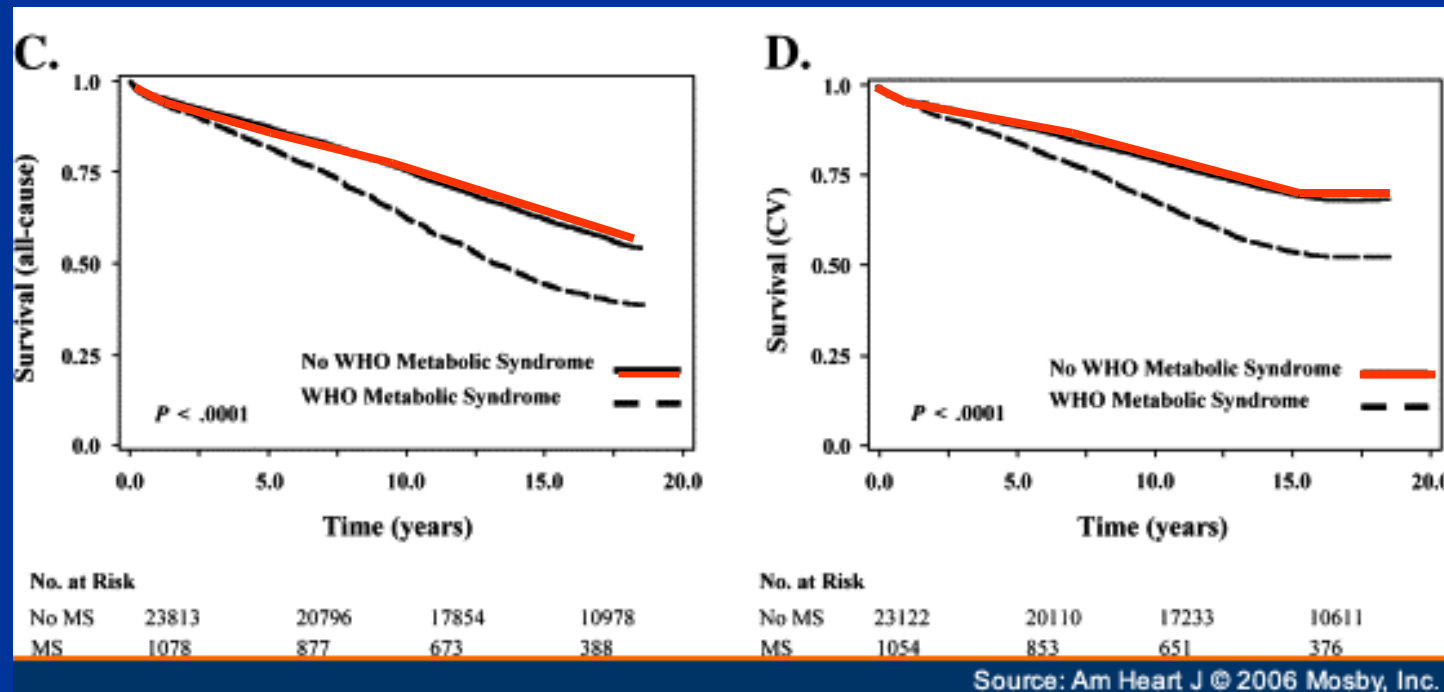 C.
Survival (all-cause)
1.0
0.75
0.50
0.25
0.0
No WHO Metabolic Syndrome
WHO Metabolic Syndrome
P < .0001
0.0 5.0 10.0 15.0 20.0
Time (years)
No. at Risk
No MS 23813 20796 17854 10978
MS 1078 877 673 388
D.
Survival (CV)
1.0
0.75
0.50
0.25
0.0
No WHO Metabolic Syndrome
WHO Metabolic Syndrome
P < .0001
0.0 5.0 10.0 15.0 20.0
Time (years)
No. at Risk
No MS 23122 20110 17233 10611
MS 1054 853 651 376
Source: Am Heart J © 2006 Mosby, Inc.